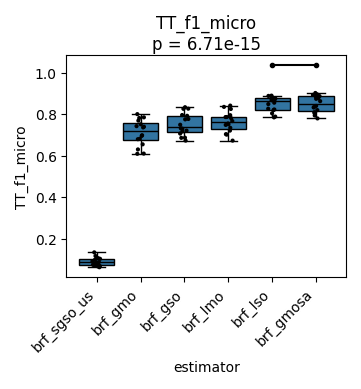 TT_f1_micro
p = 6.71e-15
TT_f1_micro
1.0
0.8
0.6
0.4
0.2
brf_sgso_us
brf_gmo
brf_gso
brf_lmo
brf_lso
brf_gmosa
estimator